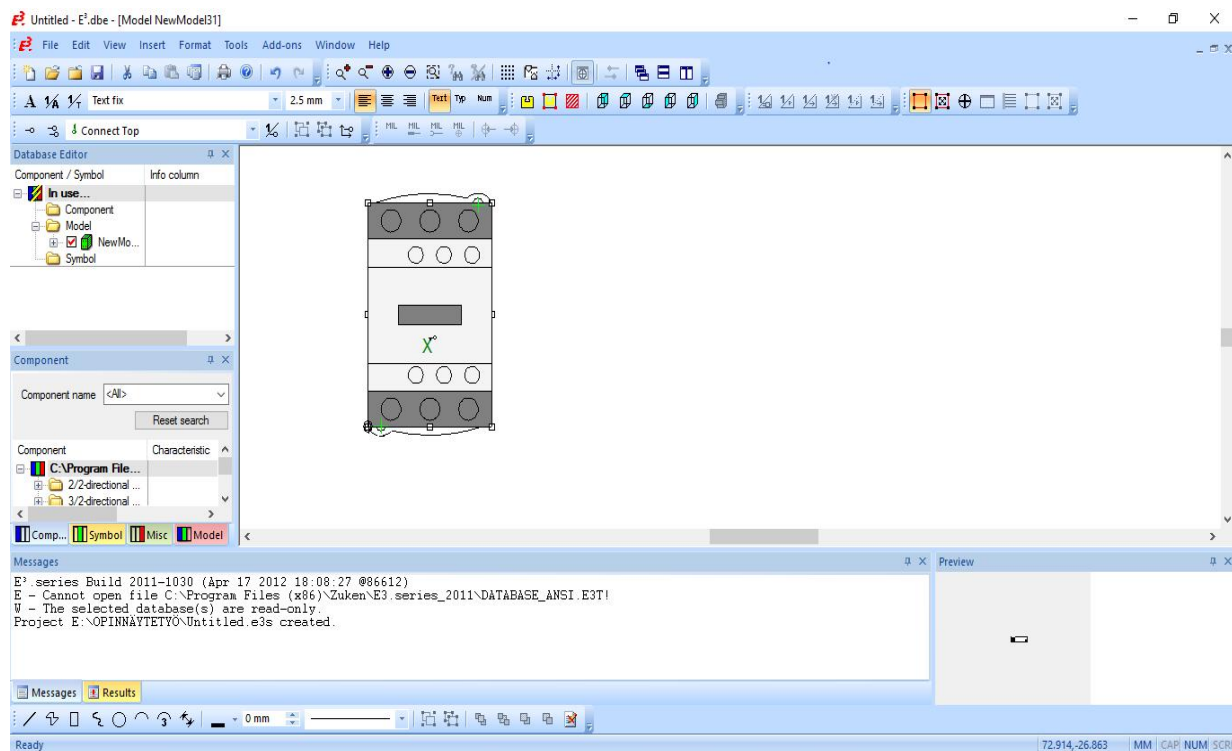 Untitled - E³.dbe - [Model NewModel31]
File Edit View Insert Format Tools Add-ons Window Help
Text fix 2.5 mm Text Typ Num
Connect Top MIL MIL MIL MIL
Database Editor
Component / Symbol Info column
In use...
Component
Model
NewMo...
Symbol
Component
Component name <All>
Reset search
Component Characteristic
C:\Program File...
2/2-directional ...
3/2-directional ...
Comp... Symbol Misc Model
X
Messages
E³.series Build 2011-1030 (Apr 17 2012 18:08:27 @86612)
E - Cannot open file C:\Program Files (x86)\Zuken\E3.series_2011\DATABASE_ANSI.E3T!
W - The selected database(s) are read-only.
Project E:\OPINNÄYTETYÖ\Untitled.e3s created.
Preview
Messages Results
0 mm
Ready 72.914,-26.863 MM CAP NUM SCR